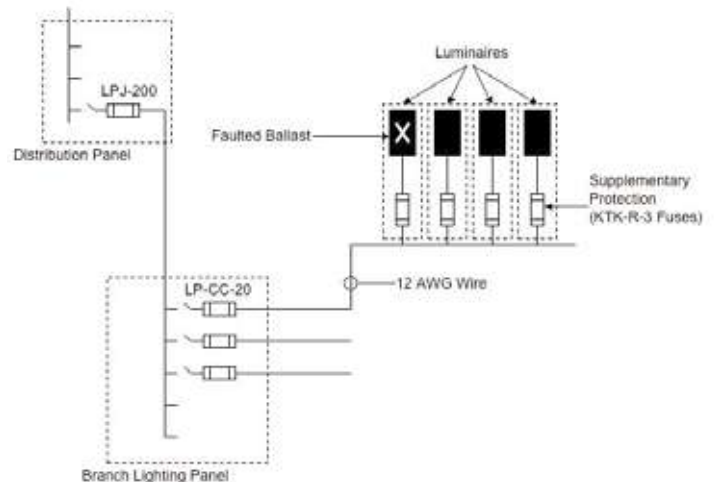 LPJ-200
Distribution Panel
Luminaires
Faulted Ballast
X
Supplementary
Protection
(KTK-R-3 Fuses)
12 AWG Wire
LP-CC-20
Branch Lighting Panel